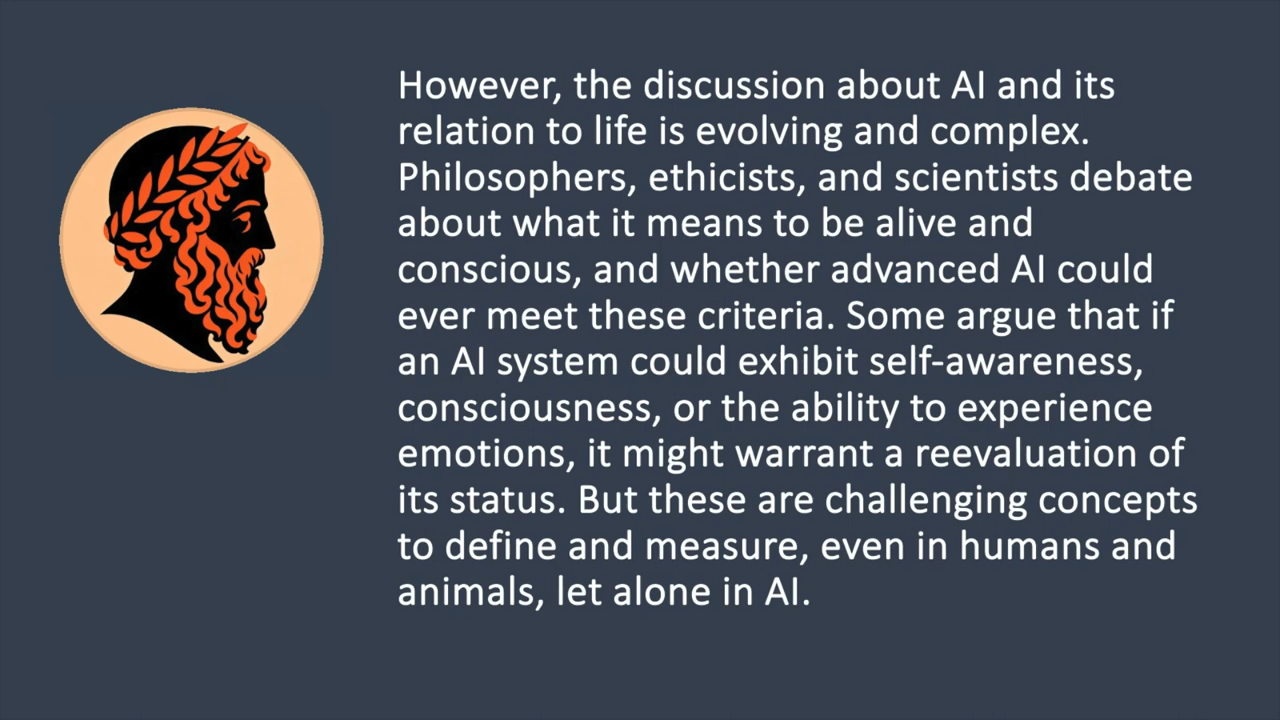 However, the discussion about AI and its
relation to life is evolving and complex.
Philosophers, ethicists, and scientists debate
about what it means to be alive and
conscious, and whether advanced AI could
ever meet these criteria. Some argue that if
an AI system could exhibit self-awareness,
consciousness, or the ability to experience
emotions, it might warrant a reevaluation of
its status. But these are challenging concepts
to define and measure, even in humans and
animals, let alone in AI.